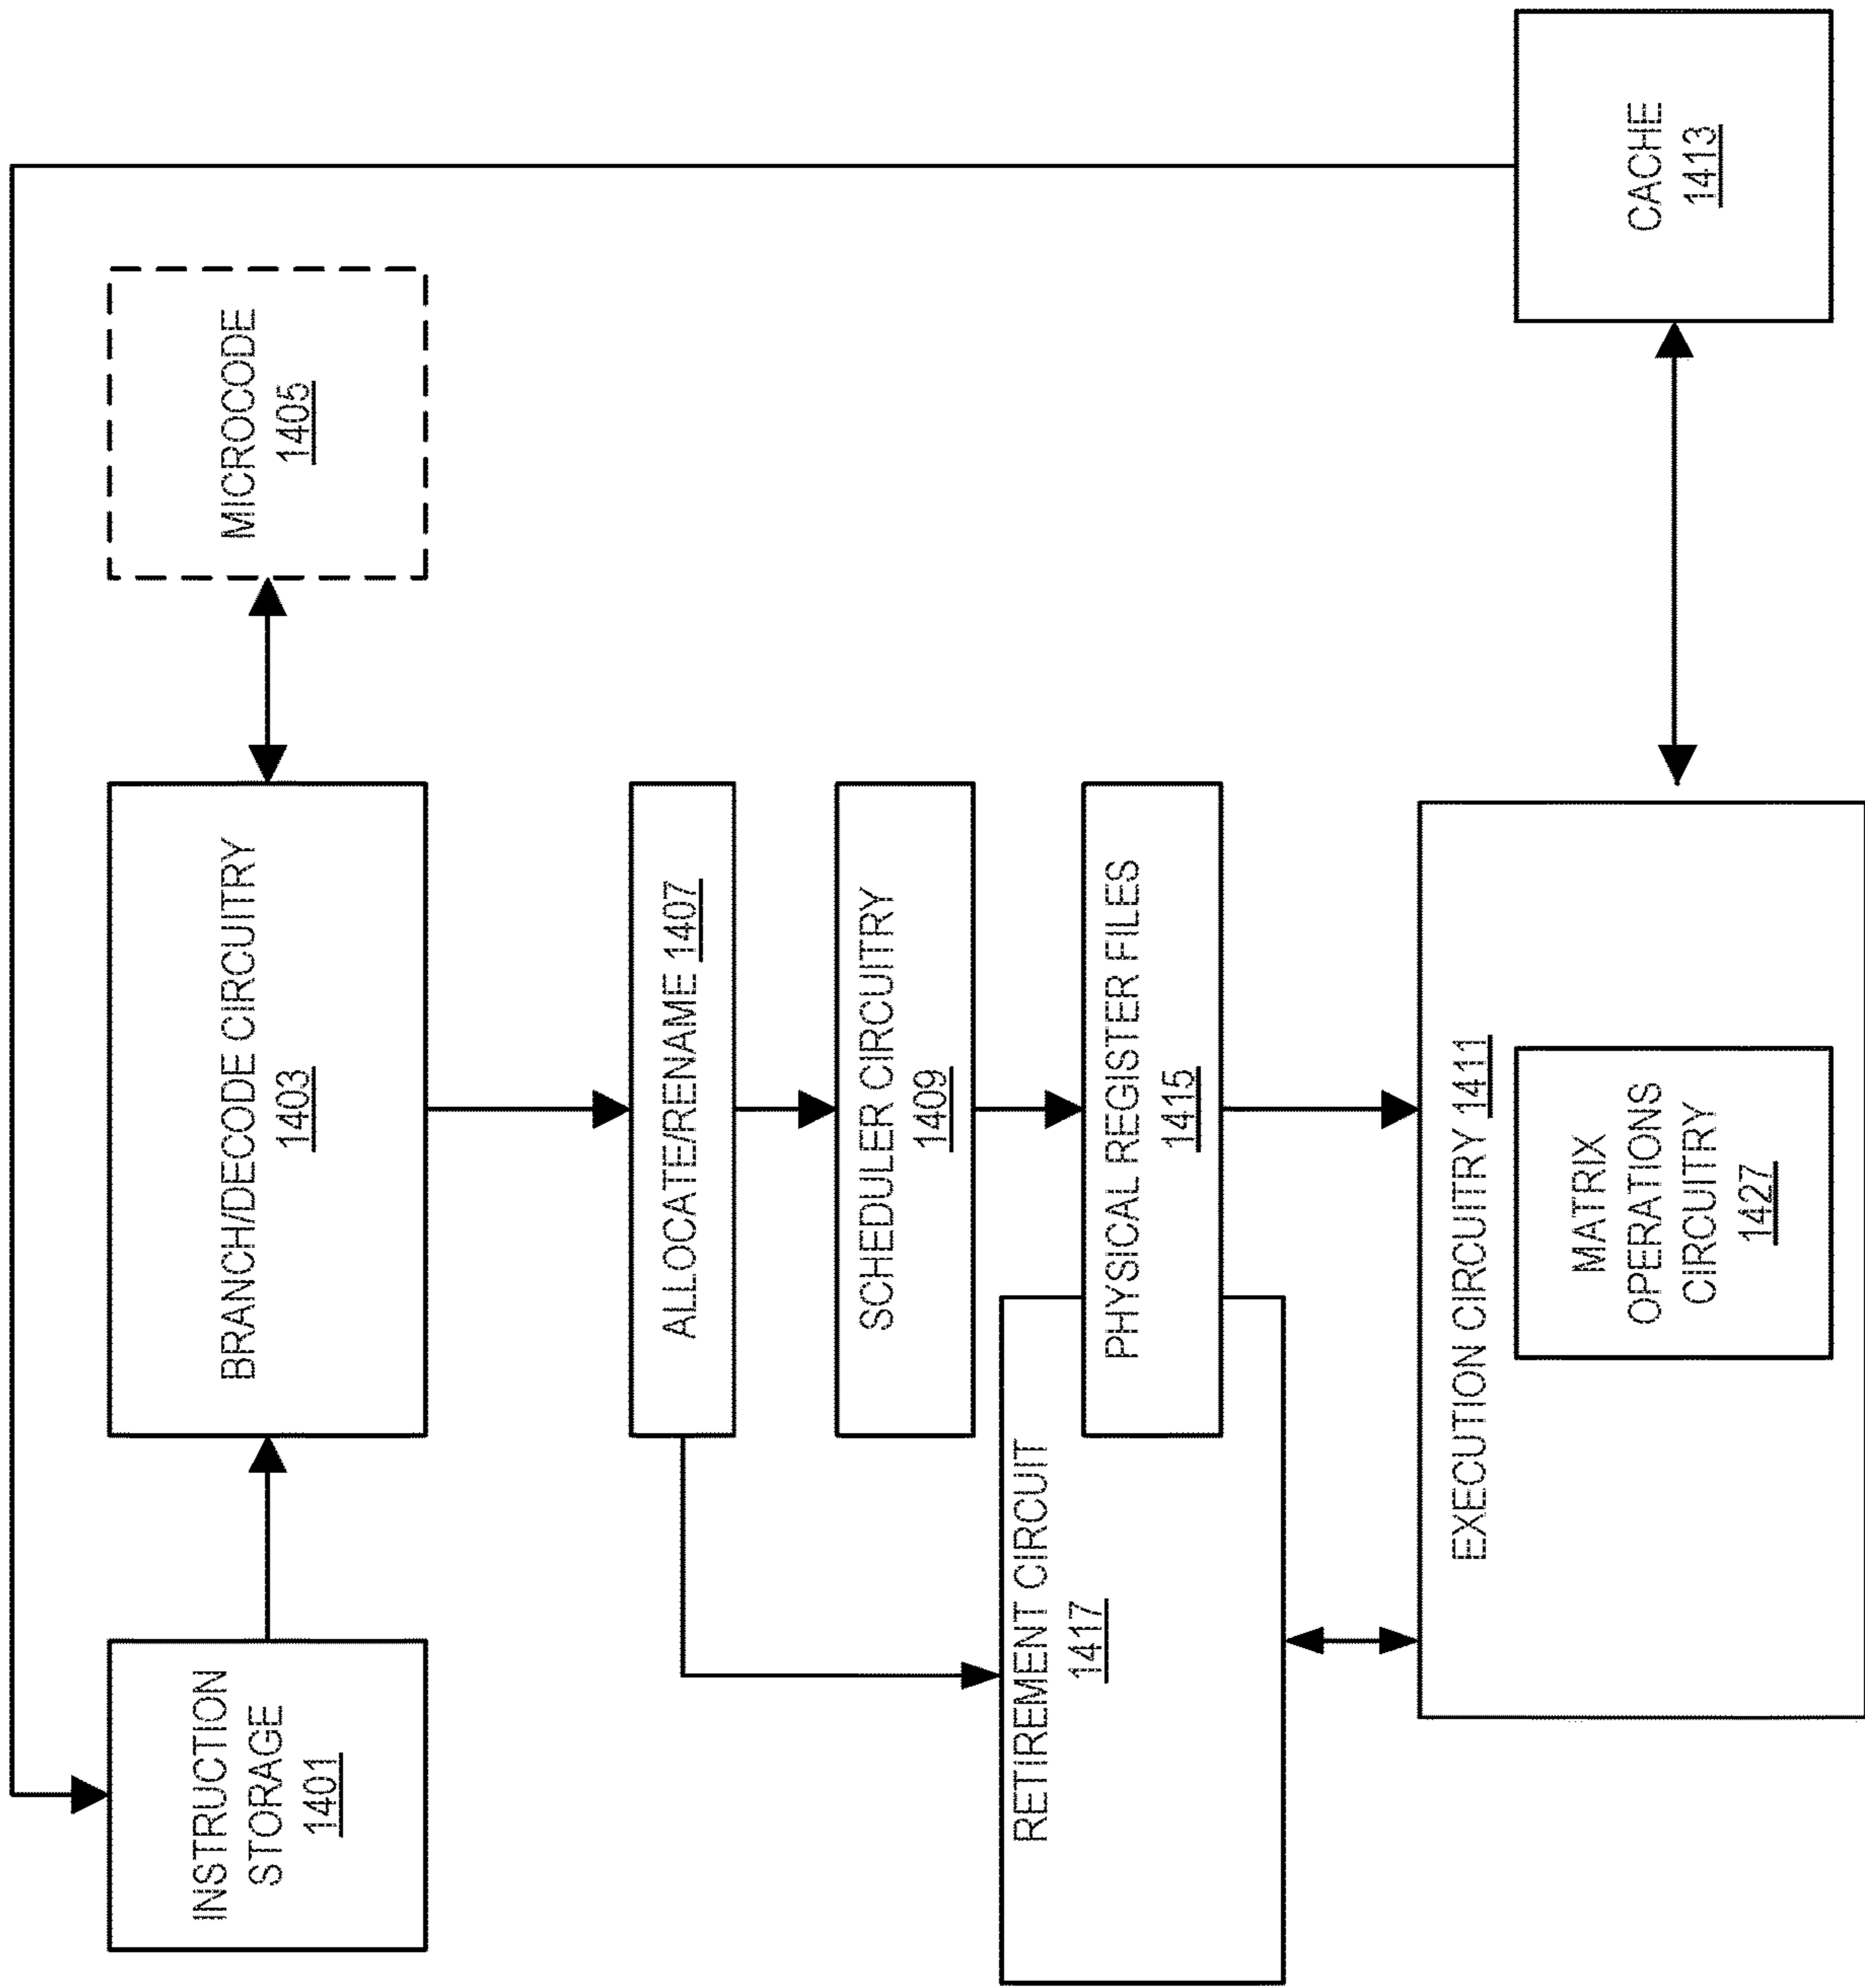 INSTRUCTION
STORAGE
1401
BRANCH/DECODE CIRCUITRY
1403
MICROCODE
1405
ALLOCATE/RENAME 1407
SCHEDULER CIRCUITRY
1409
RETIREMENT CIRCUIT
1417
PHYSICAL REGISTER FILES
1415
EXECUTION CIRCUITRY 1411
MATRIX
OPERATIONS
CIRCUITRY
1427
CACHE
1413